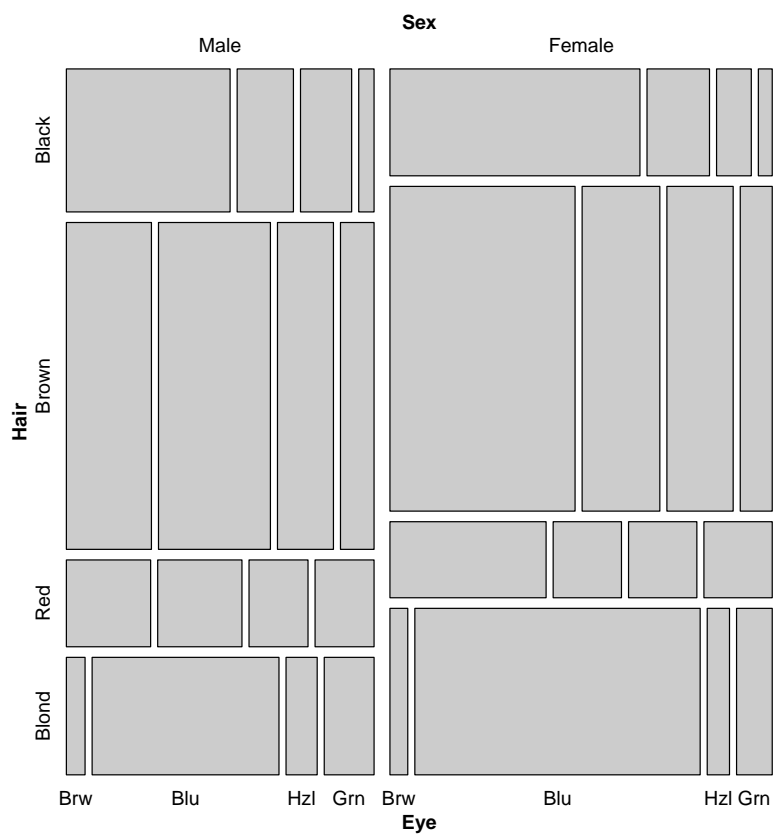 Sex
Male Female
Black
Brown
Hair
Red
Blond
Brw Blu Hzl Grn Brw Blu Hzl Grn
Eye